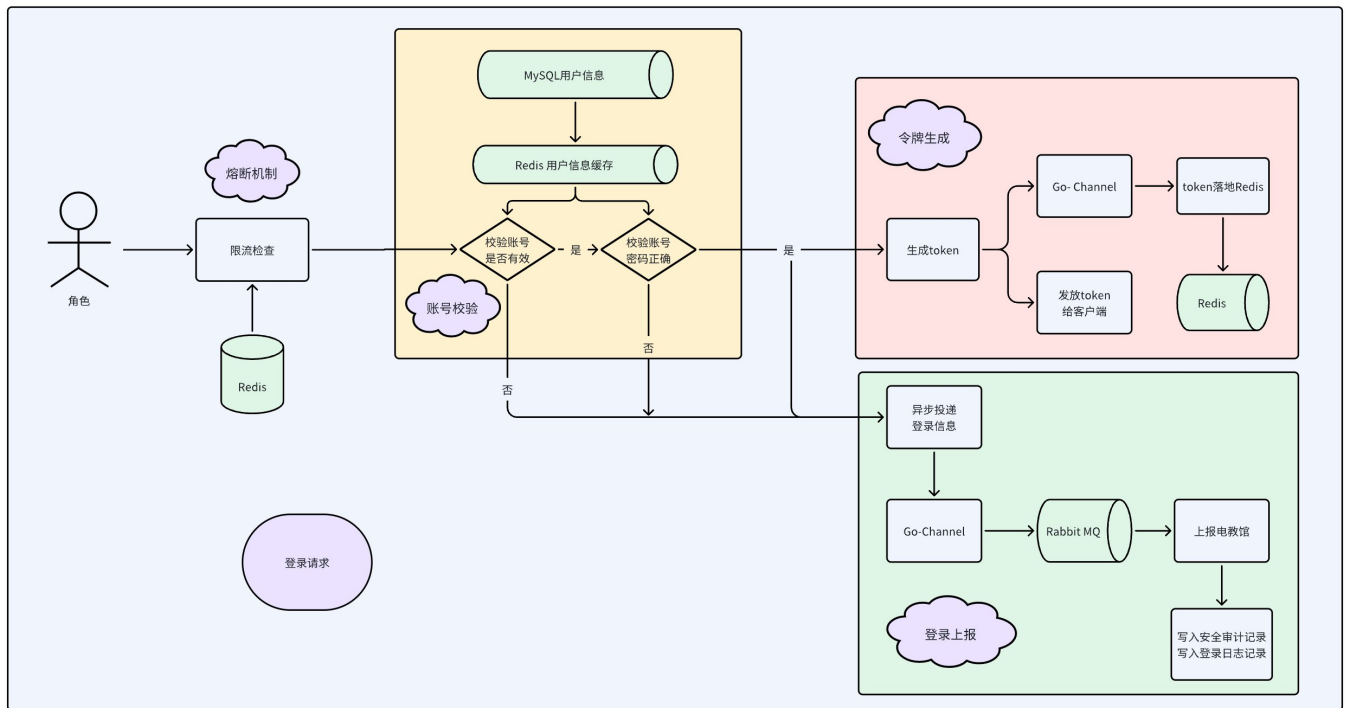 MySQL用户信息
Redis 用户信息缓存
熔断机制
角色
限流检查
Redis
校验账号
是否有效
是
校验账号
密码正确
账号校验
否
否
是
令牌生成
生成token
Go- Channel
token落地Redis
发放token
给客户端
Redis
异步投递
登录信息
Go-Channel
Rabbit MQ
上报电教馆
登录上报
写入安全审计记录
写入登录日志记录
登录请求